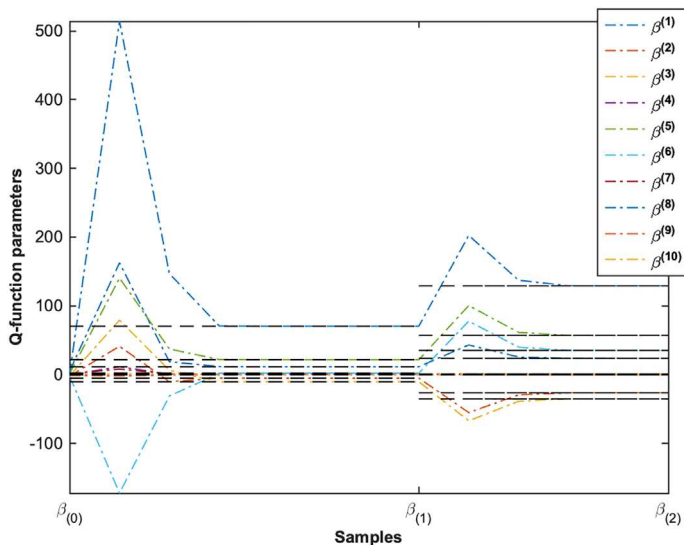 Q-function parameters
500
400
300
200
100
0
-100
β(0)
β(1)
β(2)
Samples
β(1)
β(2)
β(3)
β(4)
β(5)
β(6)
β(7)
β(8)
β(9)
β(10)